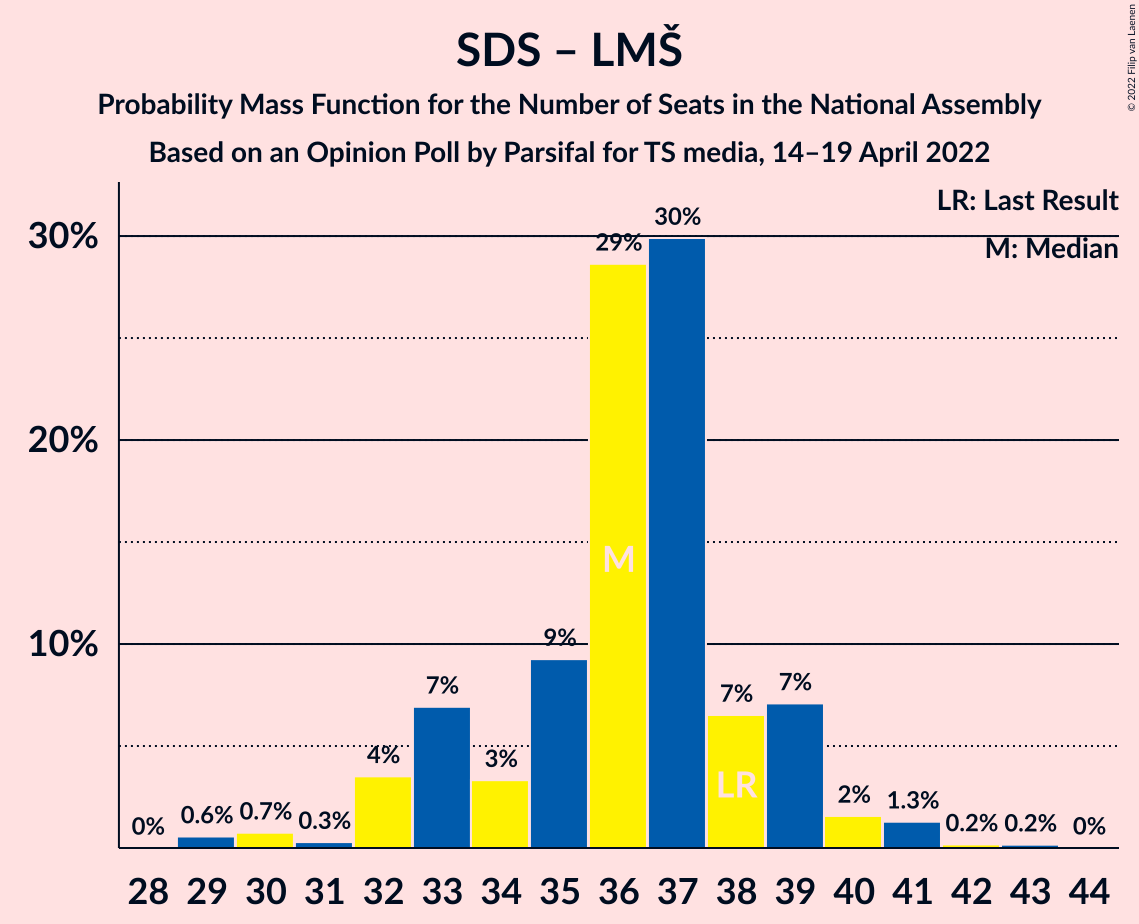 SDS – LMŠ
Probability Mass Function for the Number of Seats in the National Assembly
Based on an Opinion Poll by Parsifal for TS media, 14–19 April 2022
© 2022 Filip van Laenen
LR: Last Result
M: Median
30%
20%
10%
0% 0.6% 0.7% 0.3% 4% 7% 3% 9% 29% 30% 7% 7% 2% 1.3% 0.2% 0.2% 0%
M
LR
28 29 30 31 32 33 34 35 36 37 38 39 40 41 42 43 44